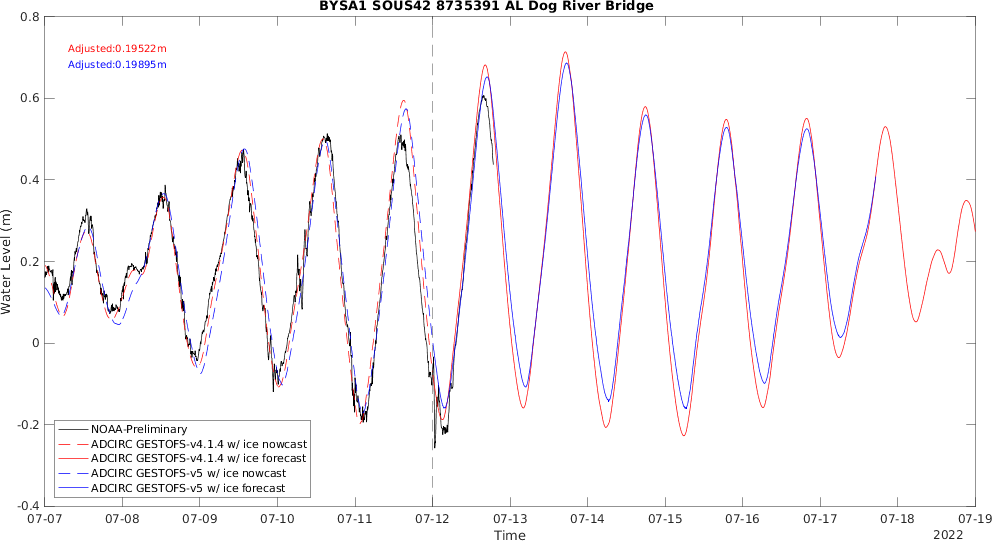 BYSA1 SOUS42 8735391 AL Dog River Bridge
Adjusted:0.19522m
Adjusted:0.19895m
0.8
0.6
0.4
0.2
0
-0.2
-0.4
Water Level (m)
NOAA-Preliminary
ADCIRC GESTOFS-v4.1.4 w/ ice nowcast
ADCIRC GESTOFS-v4.1.4 w/ ice forecast
ADCIRC GESTOFS-v5 w/ ice nowcast
ADCIRC GESTOFS-v5 w/ ice forecast
07-07 07-08 07-09 07-10 07-11 07-12 07-13 07-14 07-15 07-16 07-17 07-18 07-19
Time
2022